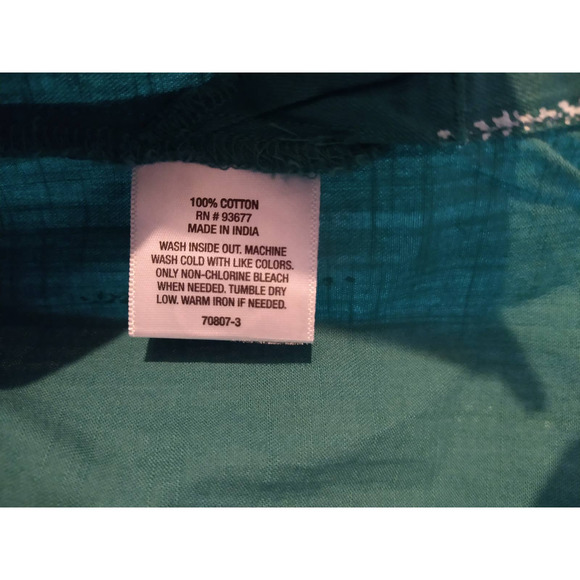 100% COTTON
RN # 93677
MADE IN INDIA
WASH INSIDE OUT. MACHINE
WASH COLD WITH LIKE COLORS.
ONLY NON-CHLORINE BLEACH
WHEN NEEDED. TUMBLE DRY
LOW. WARM IRON IF NEEDED.
70807-3